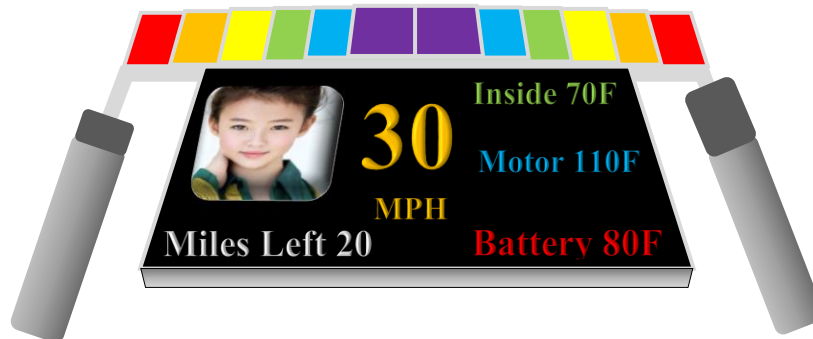 Inside 70F
30
MPH
Motor 110F
Miles Left 20
Battery 80F